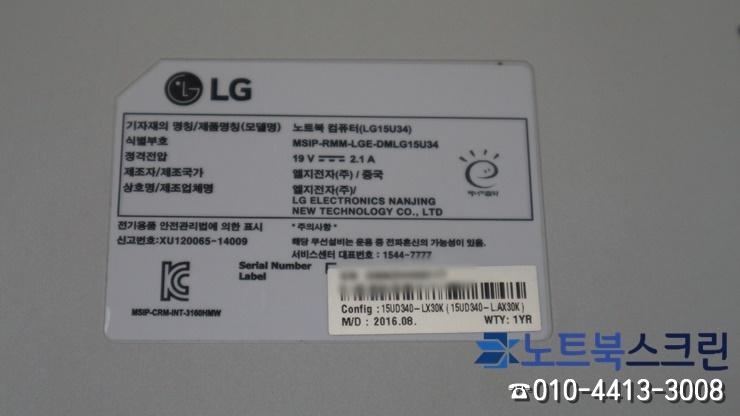 LG
기자재의 명칭/제품명칭(모델명) 노트북 컴퓨터(LG15U34)
식별부호 MSIP-RMM-LGE-DMLG15U34
정격전압 19 V ⎓ 2.1 A
제조자/제조국가 엘지전자(주) / 중국
상호명/제조업체명 엘지전자(주)/
LG ELECTRONICS NANJING
NEW TECHNOLOGY CO., LTD
에너지절약
전기용품 안전관리법에 의한 표시
신고번호:XU120065-14009
* 주의사항 *
해당 무선설비는 운용 중 전파혼신의 가능성이 있음.
서비스센터 대표번호 : 1544-7777
Serial Number
Label
MSIP-CRM-INT-3160HMW
Config : 15UD340-LX30K ( 15UD340-L.AX30K )
M/D : 2016.08. WTY: 1YR
노트북스크린
☎010-4413-3008